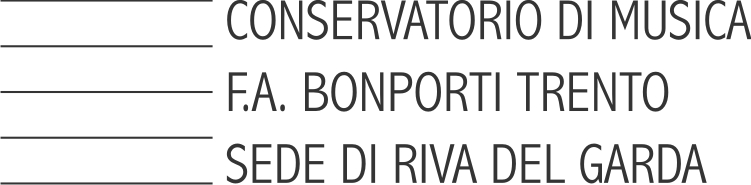 CONSERVATORIO DI MUSICA
F.A. BONPORTI TRENTO
SEDE DI RIVA DEL GARDA